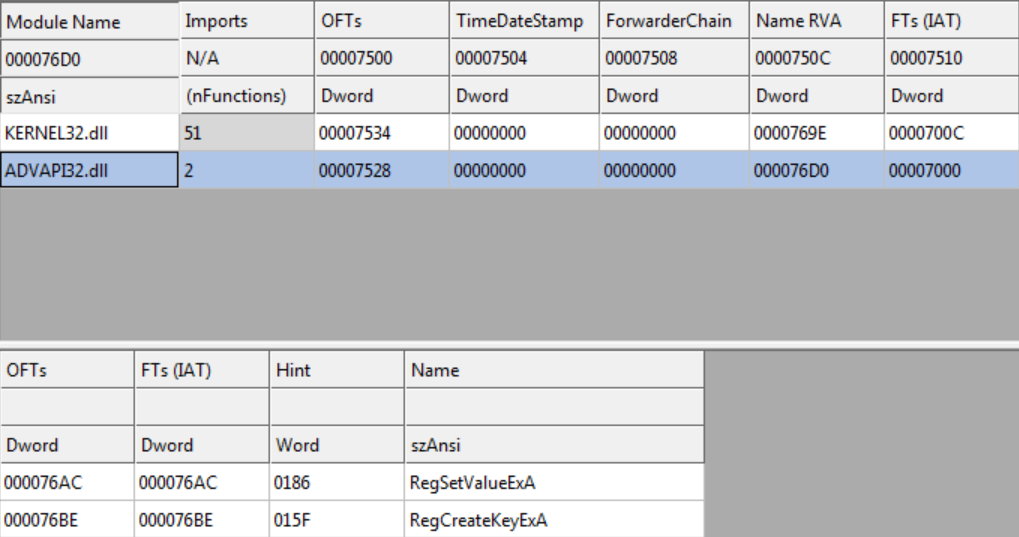 Module Name Imports OFTs TimeDateStamp ForwarderChain Name RVA FTs (IAT)
000076D0 N/A 00007500 00007504 00007508 0000750C 00007510
szAnsi (nFunctions) Dword Dword Dword Dword Dword
KERNEL32.dll 51 00007534 00000000 00000000 0000769E 0000700C
ADVAPI32.dll 2 00007528 00000000 00000000 000076D0 00007000
OFTs FTs (IAT) Hint Name
Dword Dword Word szAnsi
000076AC 000076AC 0186 RegSetValueExA
000076BE 000076BE 015F RegCreateKeyExA